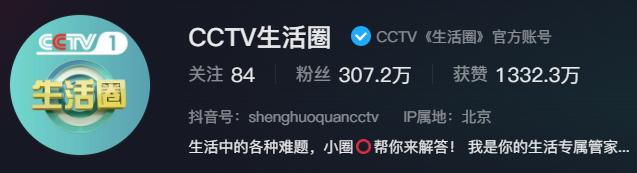 CCTV 1
生活圈
CCTV生活圈 CCTV《生活圈》官方账号
关注 84 粉丝 307.2万 获赞 1332.3万
抖音号：shenghuoquancctv IP属地：北京
生活中的各种难题，小圈⭕帮你来解答！ 我是你的生活专属管家...